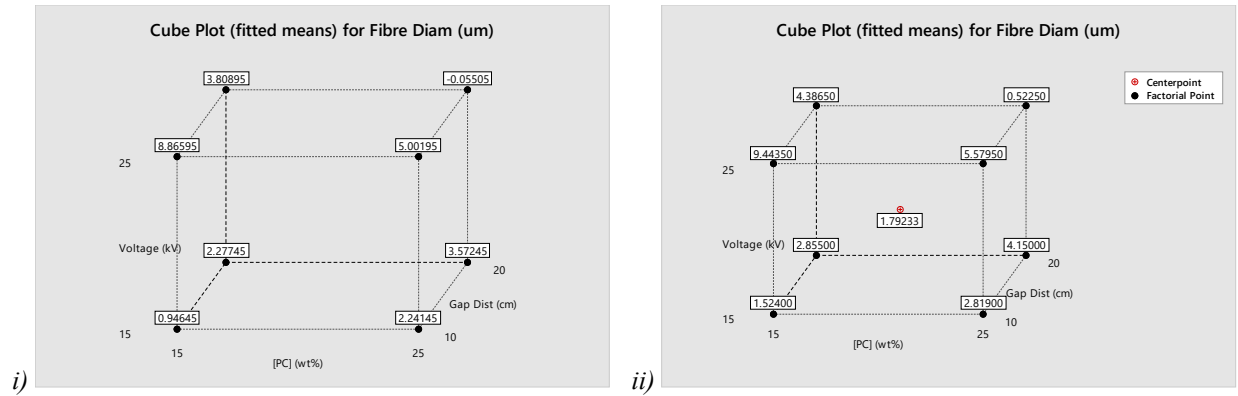 Cube Plot (fitted means) for Fibre Diam (um)
3.80895
-0.05505
8.86595
5.00195
25
Voltage (kV)
2.27745
3.57245
20
Gap Dist (cm)
0.94645
2.24145
15
10
15
25
[PC] (wt%)
i)
Cube Plot (fitted means) for Fibre Diam (um)
Centerpoint
Factorial Point
4.38650
0.52250
9.44350
5.57950
25
1.79233
Voltage (kV)
2.85500
4.15000
20
Gap Dist (cm)
1.52400
2.81900
15
10
15
25
[PC] (wt%)
ii)